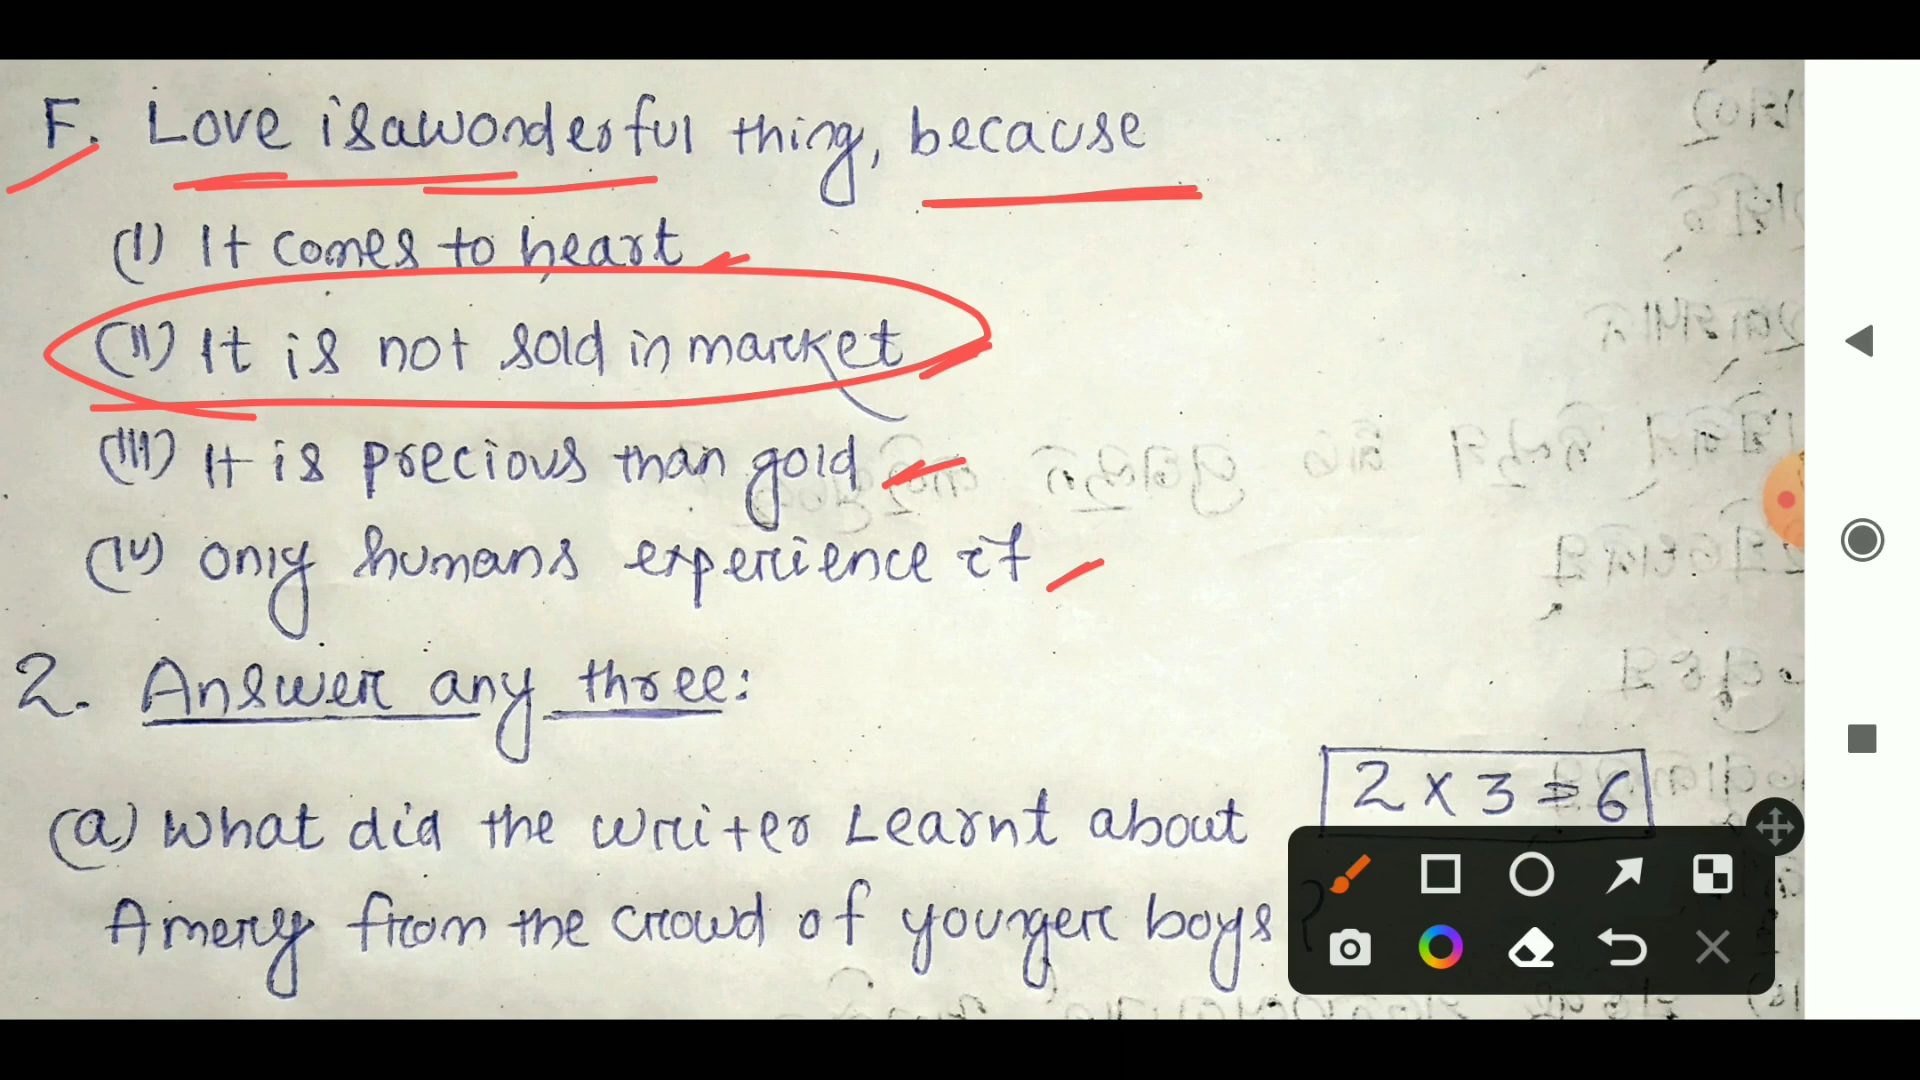 F. Love is a wonderful thing, because
(I) It comes to heart
(II) It is not sold in market
(III) It is precious than gold
(IV) only humans experience it
2. Answer any three:
2 x 3 = 6
(a) What did the writer Learnt about
Amery from the crowd of younger boys ?